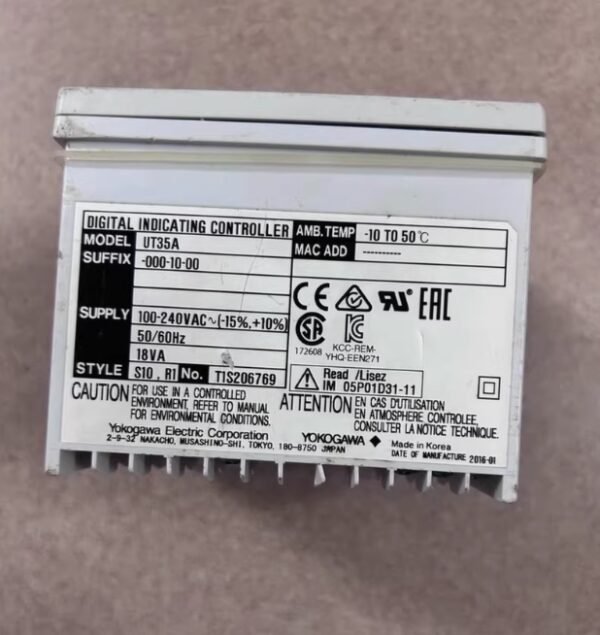 DIGITAL INDICATING CONTROLLER
MODEL UT35A
SUFFIX -000-10-00
SUPPLY 100-240VAC~(-15%,+10%)
50/60Hz
18VA
STYLE S10 , R1 No. T1S206769
AMB.TEMP -10 TO 50℃
MAC ADD ----------
CE UR EAC
SA KC
172608 KCC-REM-
YHQ-EEN271
Read /Lisez
IM 05P01D31-11
CAUTION FOR USE IN A CONTROLLED
ENVIRONMENT, REFER TO MANUAL
FOR ENVIRONMENTAL CONDITIONS.
ATTENTION EN CAS D'UTILISATION
EN ATMOSPHERE CONTROLEE.
CONSULTER LA NOTICE TECHNIQUE.
Yokogawa Electric Corporation
2-9-32 NAKACHO, MUSASHINO-SHI, TOKYO, 180-8750 JAPAN
YOKOGAWA
Made in Korea
DATE OF MANUFACTURE 2016-01